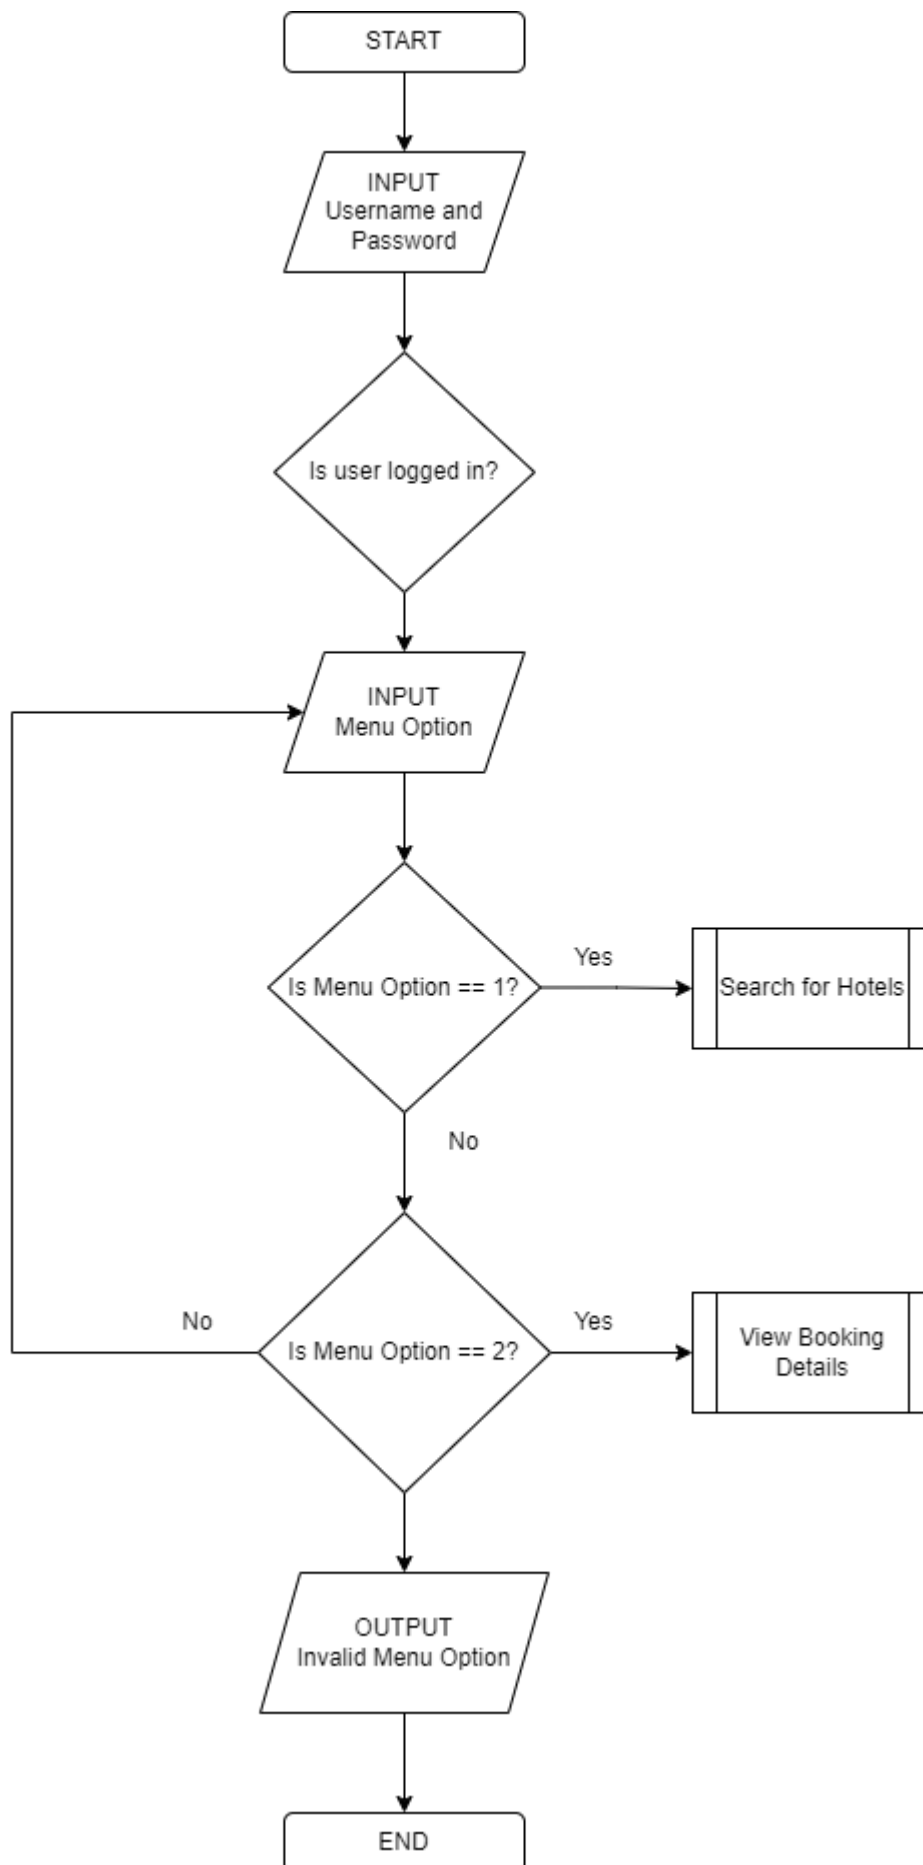 START
INPUT
Username and
Password
Is user logged in?
INPUT
Menu Option
Is Menu Option == 1?
Yes
Search for Hotels
No
No
Is Menu Option == 2?
Yes
View Booking
Details
OUTPUT
Invalid Menu Option
END